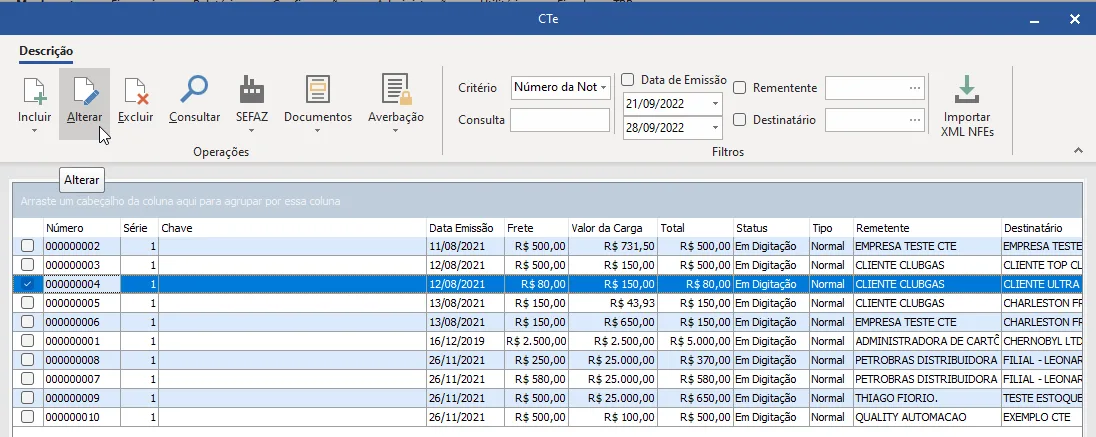 CTe
Descrição
Incluir
Alterar
Excluir
Consultar
SEFAZ
Documentos
Averbação
Operações
Critério
Número da Not
Consulta
Data de Emissão
21/09/2022
28/09/2022
Rementente
Destinatário
Importar
XML NFEs
Filtros
Alterar
Arraste um cabeçalho da coluna aqui para agrupar por essa coluna
Número Série Chave Data Emissão Frete Valor da Carga Total Status Tipo Remetente Destinatário
000000002 1 11/08/2021 R$ 500,00 R$ 731,50 R$ 500,00 Em Digitação Normal EMPRESA TESTE CTE EMPRESA TESTE
000000003 1 12/08/2021 R$ 500,00 R$ 150,00 R$ 500,00 Em Digitação Normal CLIENTE CLUBGAS CLIENTE TOP CL
000000004 1 12/08/2021 R$ 80,00 R$ 150,00 R$ 80,00 Em Digitação Normal CLIENTE CLUBGAS CLIENTE ULTRA
000000005 1 13/08/2021 R$ 150,00 R$ 43,93 R$ 150,00 Em Digitação Normal CLIENTE CLUBGAS CHARLESTON FR
000000006 1 13/08/2021 R$ 150,00 R$ 650,00 R$ 150,00 Em Digitação Normal EMPRESA TESTE CTE CHARLESTON FR
000000001 1 16/12/2019 R$ 2.500,00 R$ 2.500,00 R$ 5.000,00 Em Digitação Normal ADMINISTRADORA DE CARTÕ CHERNOBYL LTD
000000008 1 26/11/2021 R$ 250,00 R$ 25.000,00 R$ 370,00 Em Digitação Normal PETROBRAS DISTRIBUIDORA FILIAL - LEONAR
000000007 1 26/11/2021 R$ 580,00 R$ 25.000,00 R$ 580,00 Em Digitação Normal PETROBRAS DISTRIBUIDORA FILIAL - LEONAR
000000009 1 26/11/2021 R$ 500,00 R$ 25.000,00 R$ 650,00 Em Digitação Normal THIAGO FIORIO. TESTE ESTOQUE
000000010 1 26/11/2021 R$ 500,00 R$ 100,00 R$ 500,00 Em Digitação Normal QUALITY AUTOMACAO EXEMPLO CTE